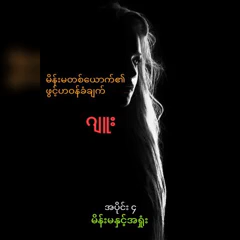 မိန်းမတစ်ယောက်၏
ဖွင့်ဟဝန်ခံချက်
ဂျူး
အပိုင်း ၄
မိန်းမနှင့်အရှုံး